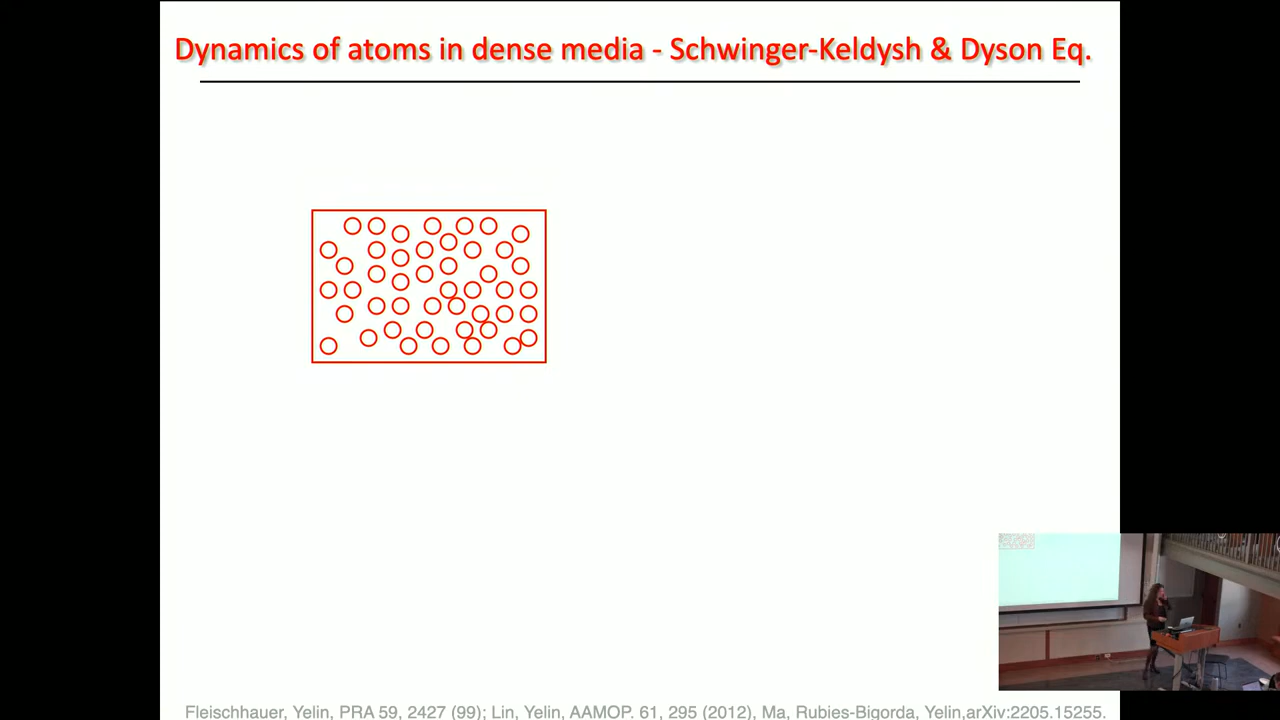 Dynamics of atoms in dense media - Schwinger-Keldysh & Dyson Eq.
Fleischhauer, Yelin, PRA 59, 2427 (99); Lin, Yelin, AAMOP. 61, 295 (2012), Ma, Rubies-Bigorda, Yelin,arXiv:2205.15255.